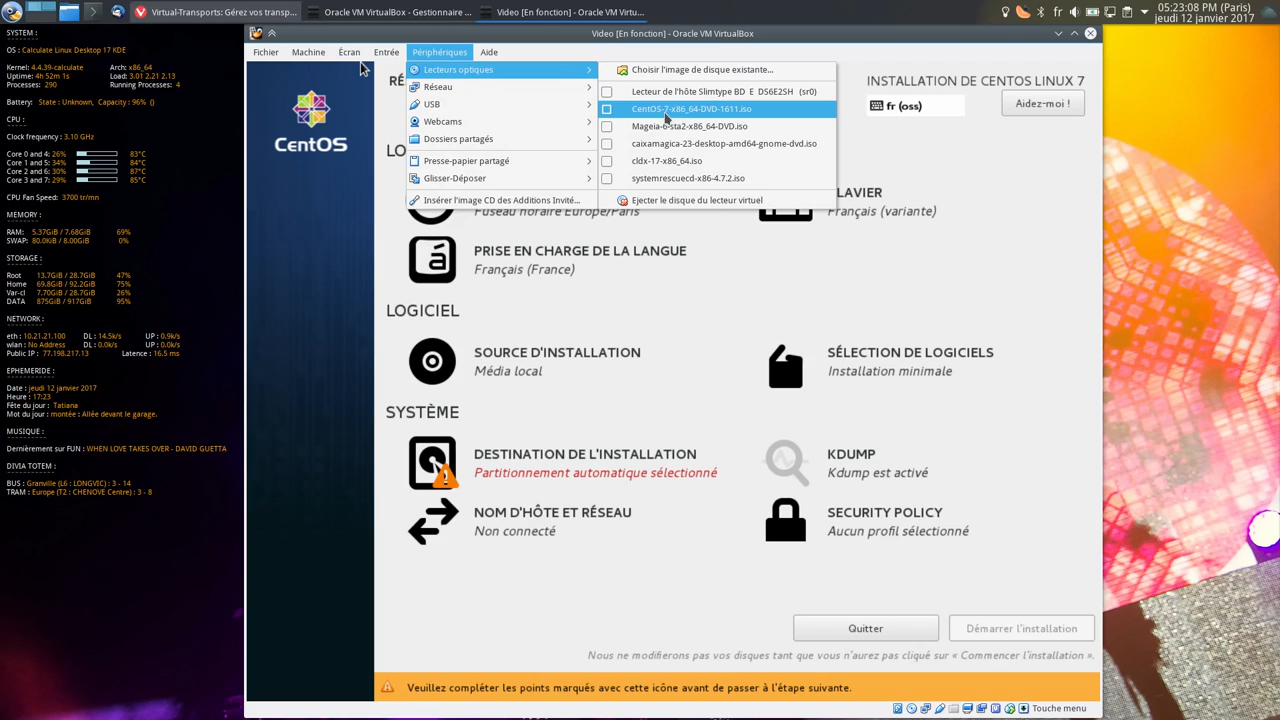 Virtual-Transports: Gérez vos transp...
Oracle VM VirtualBox - Gestionnaire ...
Video [En fonction] - Oracle VM Virtu...
05:23:08 PM (Paris)
jeudi 12 janvier 2017
SYSTEM :
OS : Calculate Linux Desktop 17 KDE
Kernel: 4.4.39-calculate Arch: x86_64
Uptime: 4h 52m 1s Load: 3.01 2.21 2.13
Processes: 290 Running Processes: 4
Battery: State : Unknown, Capacity : 96% ()
CPU :
Clock frequency : 3.10 GHz
Core 0 and 4: 26% 83°C
Core 1 and 5: 34% 84°C
Core 2 and 6: 31% 87°C
Core 3 and 7: 29% 85°C
CPU Fan Speed: 3700 tr/mn
MEMORY :
RAM: 5.37GiB / 7.68GiB 69%
SWAP: 80.0KiB / 8.00GiB 0%
STORAGE :
Root 13.7GiB / 28.7GiB 47%
Home 69.8GiB / 92.2GiB 75%
Var-cl 7.70GiB / 28.7GiB 26%
DATA 875GiB / 917GiB 95%
NETWORK :
eth : 10.21.21.100 DL : 14.5k/s UP : 0.9k/s
wlan : No Address DL : 0.0k/s UP : 0.0k/s
Public IP : 77.198.217.13 Latence : 16.5 ms
EPHEMERIDE :
Date : jeudi 12 janvier 2017
Heure : 17:23
Fête du jour : Tatiana
Mot du jour : montée : Allée devant le garage.
MUSIQUE :
Dernièrement sur FUN : WHEN LOVE TAKES OVER - DAVID GUETTA
DIVIA TOTEM :
BUS : Granville (L6 : LONGVIC) : 3 - 14
TRAM : Europe (T2 : CHENOVE Centre) : 3 - 8
Video [En fonction] - Oracle VM VirtualBox
Fichier Machine Écran Entrée Périphériques Aide
Lecteurs optiques
Réseau
USB
Webcams
Dossiers partagés
Presse-papier partagé
Glisser-Déposer
Insérer l'image CD des Additions Invité...
Choisir l'image de disque existante...
Lecteur de l'hôte Slimtype BD E DS6E2SH (sr0)
CentOS-7-x86_64-DVD-1611.iso
Mageia-6-sta2-x86_64-DVD.iso
caixamagica-23-desktop-amd64-gnome-dvd.iso
cldx-17-x86_64.iso
systemrescuecd-x86-4.7.2.iso
Ejecter le disque du lecteur virtuel
CentOS
INSTALLATION DE CENTOS LINUX 7
fr (oss)
Aidez-moi !
Fuseau horaire Europe/Paris
Français (variante)
PRISE EN CHARGE DE LA LANGUE
Français (France)
LOGICIEL
SOURCE D'INSTALLATION
Média local
SÉLECTION DE LOGICIELS
Installation minimale
SYSTÈME
DESTINATION DE L'INSTALLATION
Partitionnement automatique sélectionné
KDUMP
Kdump est activé
NOM D'HÔTE ET RÉSEAU
Non connecté
SECURITY POLICY
Aucun profil sélectionné
Quitter
Démarrer l'installation
Nous ne modifierons pas vos disques tant que vous n'aurez pas cliqué sur « Commencer l'installation ».
Veuillez compléter les points marqués avec cette icône avant de passer à l'étape suivante.
Touche menu